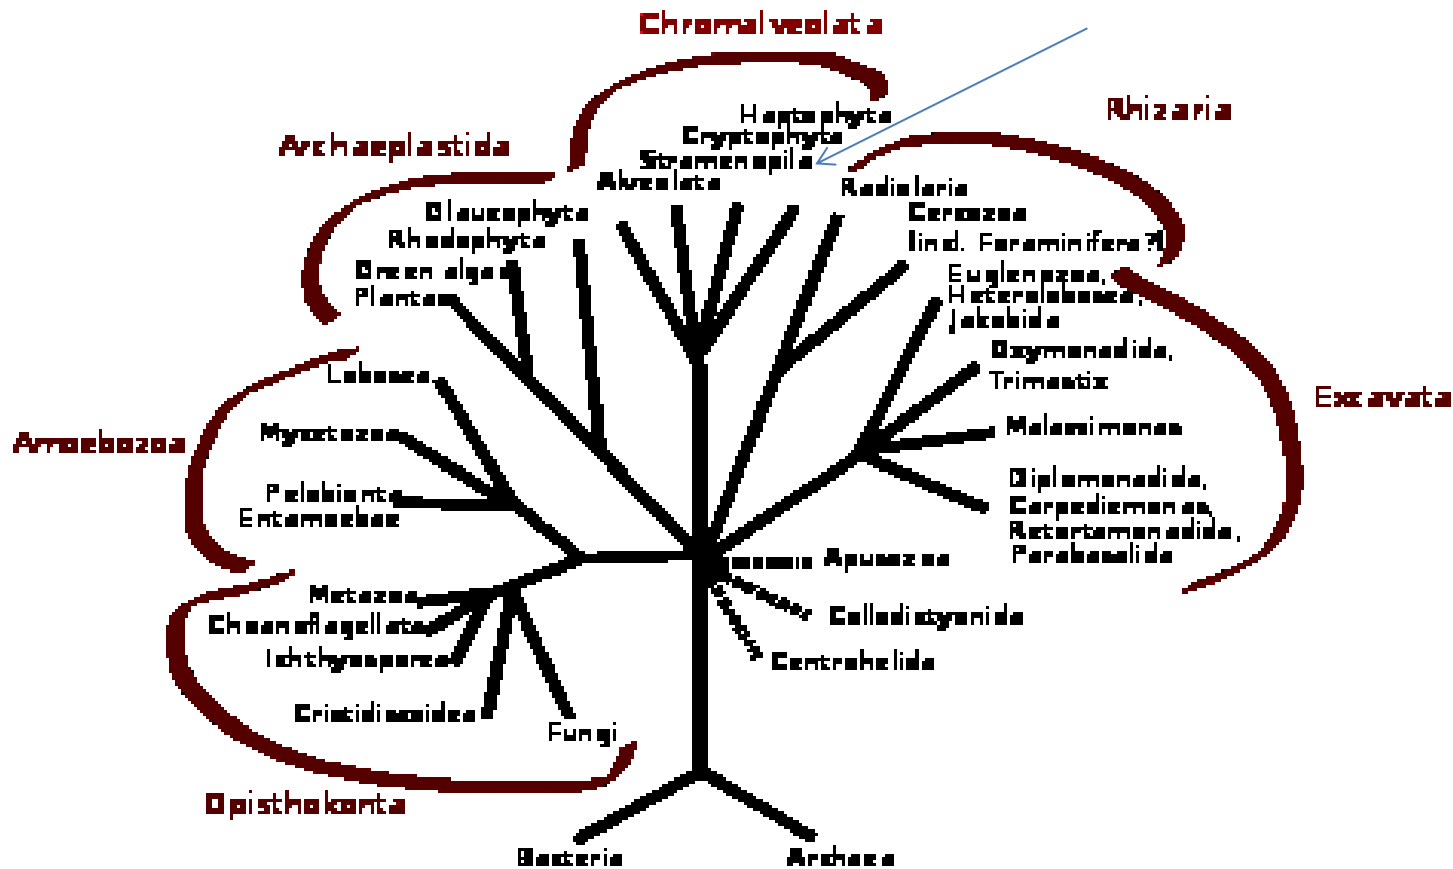 Chromalveolata
Rhizaria
Archaeplastida
Haptophyta
Cryptophyta
Stramenopila
Alveolata
Radiolaria
Cercozoa
(incl. Foraminifera?)
Glaucophyta
Rhodophyta
Green algae
Plantae
Euglenozoa,
Heterolobosea,
Jakobida
Oxymonadida,
Trimastix
Excavata
Malawimonas
Diplomonadida,
Carpediemonas,
Retortamonadida,
Parabasalida
Amoebozoa
Lobosea
Mycetozoa
Pelobionta
Entamoebae
Apusozoa
Collodictyonida
Centrohelida
Metazoa
Choanoflagellata
Ichthyosporea
Cristidiscoidea
Fungi
Opisthokonta
Bacteria
Archaea